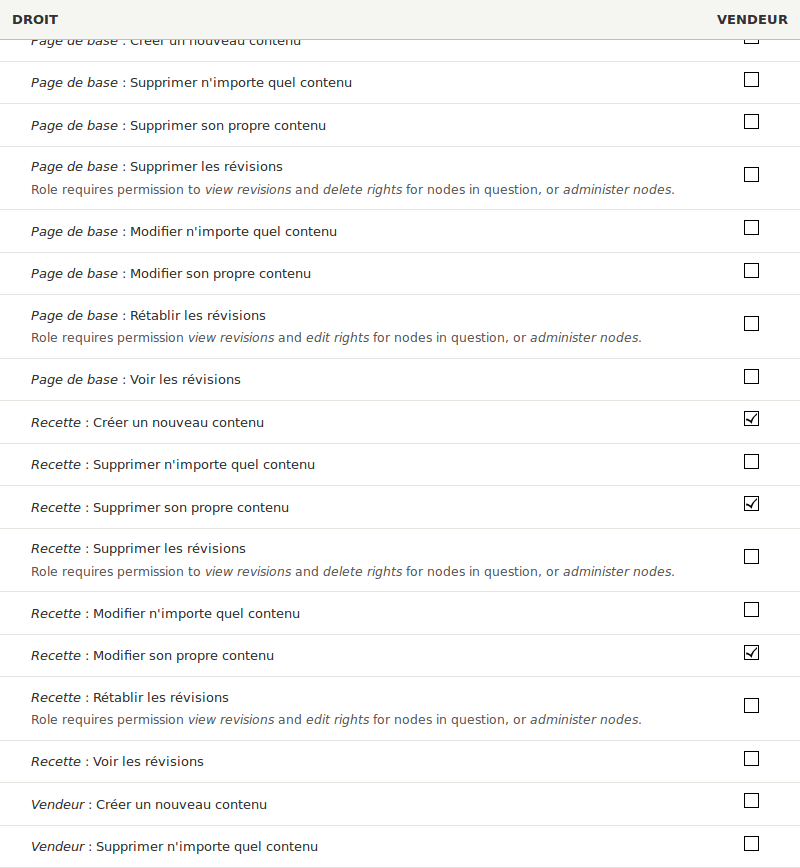 DROIT VENDEUR
Page de base : Créer un nouveau contenu
Page de base : Supprimer n'importe quel contenu
Page de base : Supprimer son propre contenu
Page de base : Supprimer les révisions
Role requires permission to view revisions and delete rights for nodes in question, or administer nodes.
Page de base : Modifier n'importe quel contenu
Page de base : Modifier son propre contenu
Page de base : Rétablir les révisions
Role requires permission view revisions and edit rights for nodes in question, or administer nodes.
Page de base : Voir les révisions
Recette : Créer un nouveau contenu
Recette : Supprimer n'importe quel contenu
Recette : Supprimer son propre contenu
Recette : Supprimer les révisions
Role requires permission to view revisions and delete rights for nodes in question, or administer nodes.
Recette : Modifier n'importe quel contenu
Recette : Modifier son propre contenu
Recette : Rétablir les révisions
Role requires permission view revisions and edit rights for nodes in question, or administer nodes.
Recette : Voir les révisions
Vendeur : Créer un nouveau contenu
Vendeur : Supprimer n'importe quel contenu